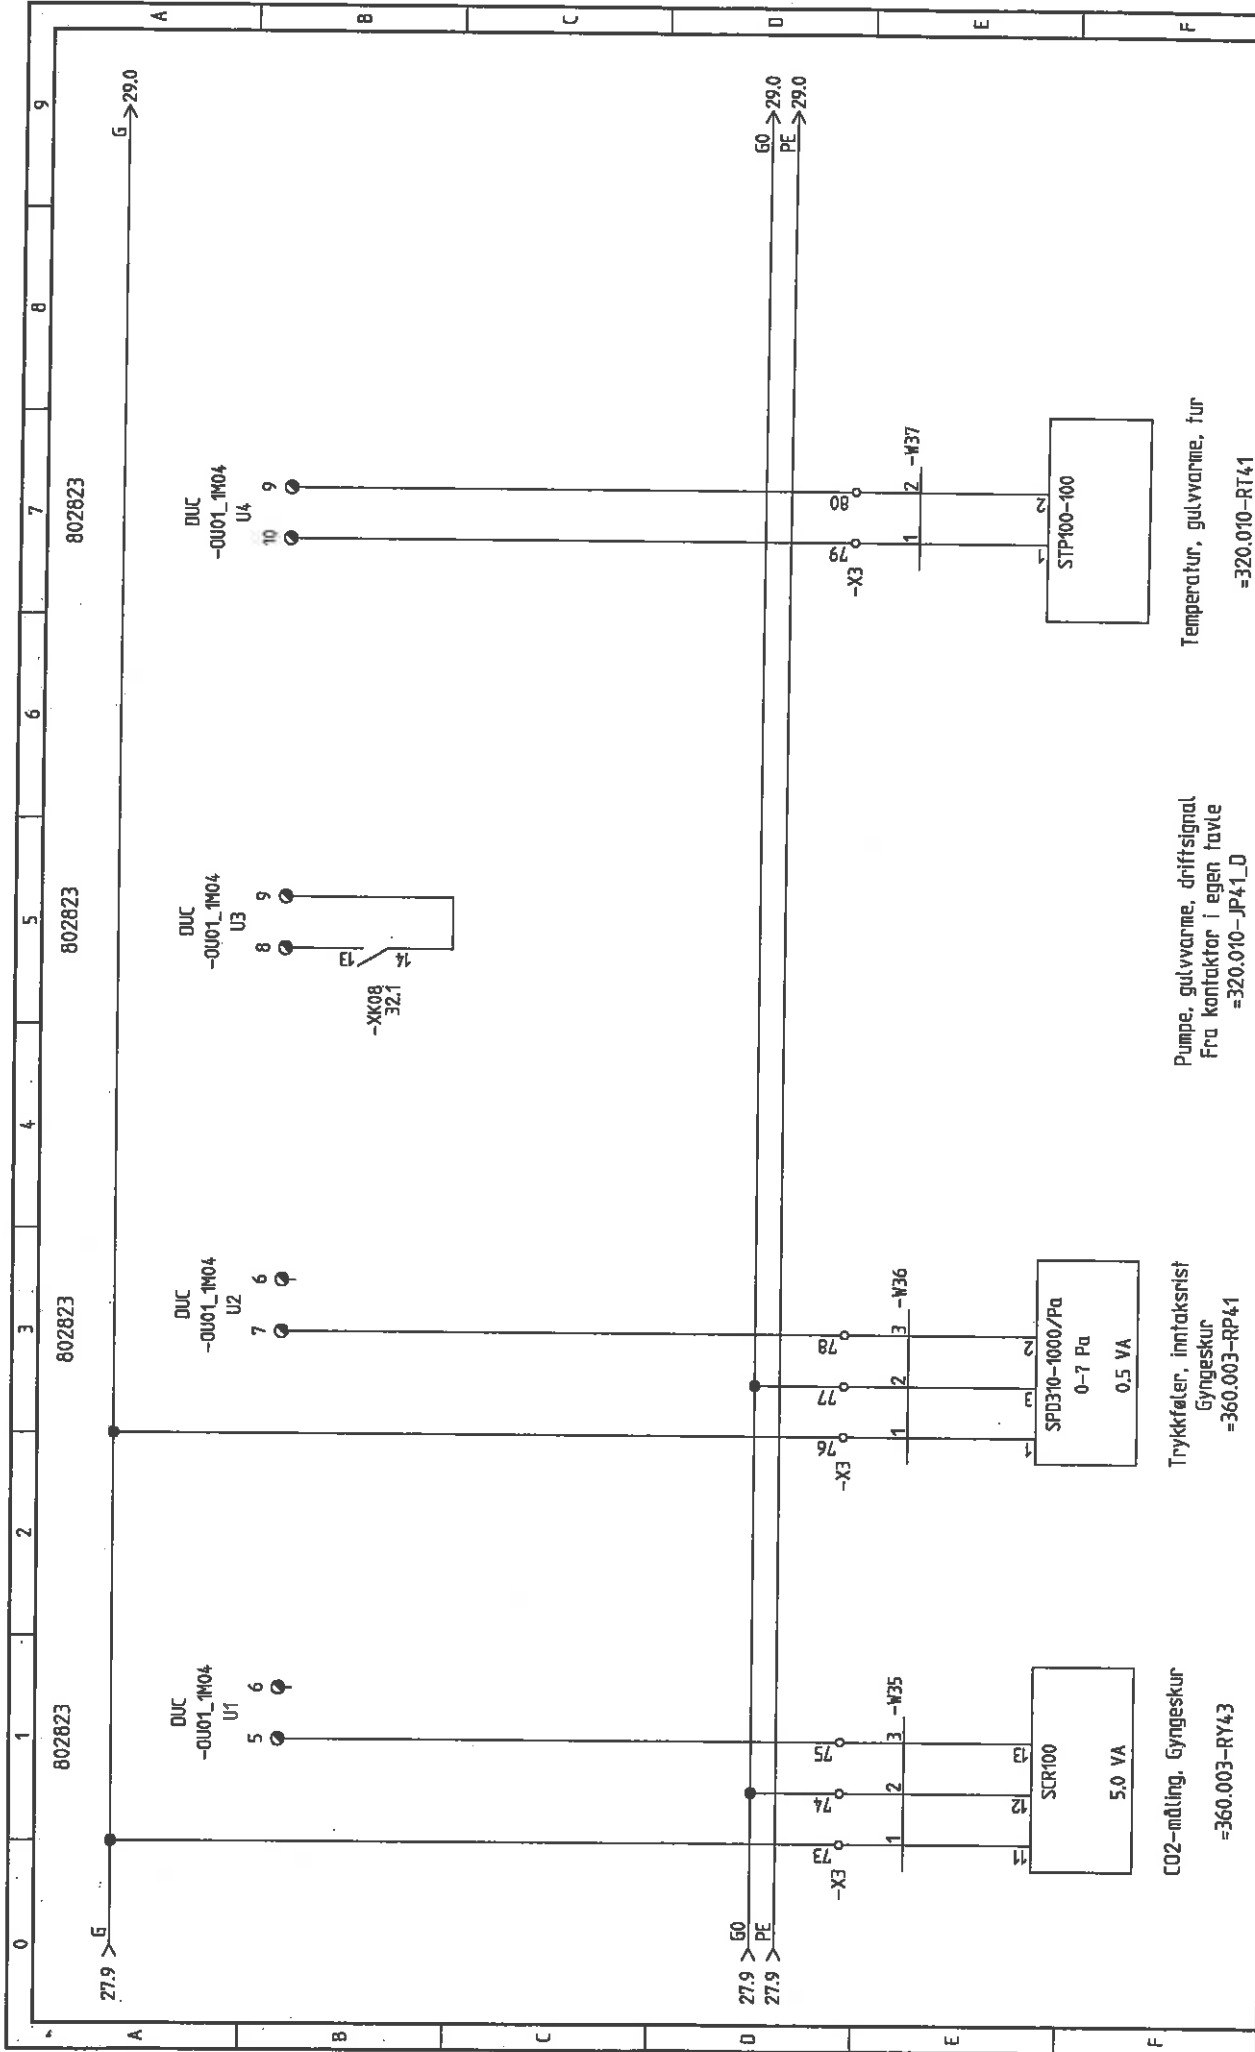 0 1 2 3 4 5 6 7 8 9
A
B
C
D
E
F
A
B
C
D
E
F
802823
802823
802823
802823
27.9 G
G 29.0
DUC
-OU01_1M04
U1
5 6
DUC
-OU01_1M04
U2
7 6
DUC
-OU01_1M04
U3
8 9
13
14
-XK08
32.1
DUC
-OU01_1M04
U4
10 9
27.9 G0
27.9 PE
G0 29.0
PE 29.0
-X3
73 74 75
1 2 3 -W35
11 12 13
SCR100
5.0 VA
CO2-måling, Gyngeskur
=360.003-RY43
-X3
76 77 78
1 2 3 -W36
1 3 2
SPD310-1000/Pa
0-7 Pa
0.5 VA
Trykkføler, inntaksrist
Gyngeskur
=360.003-RP41
Pumpe, gulvvarme, driftsignal
Fra kontaktor i egen tavle
=320.010-JP41_D
-X3
79 80
1 2 -W37
1 2
STP100-100
Temperatur, gulvvarme, tur
=320.010-RT41